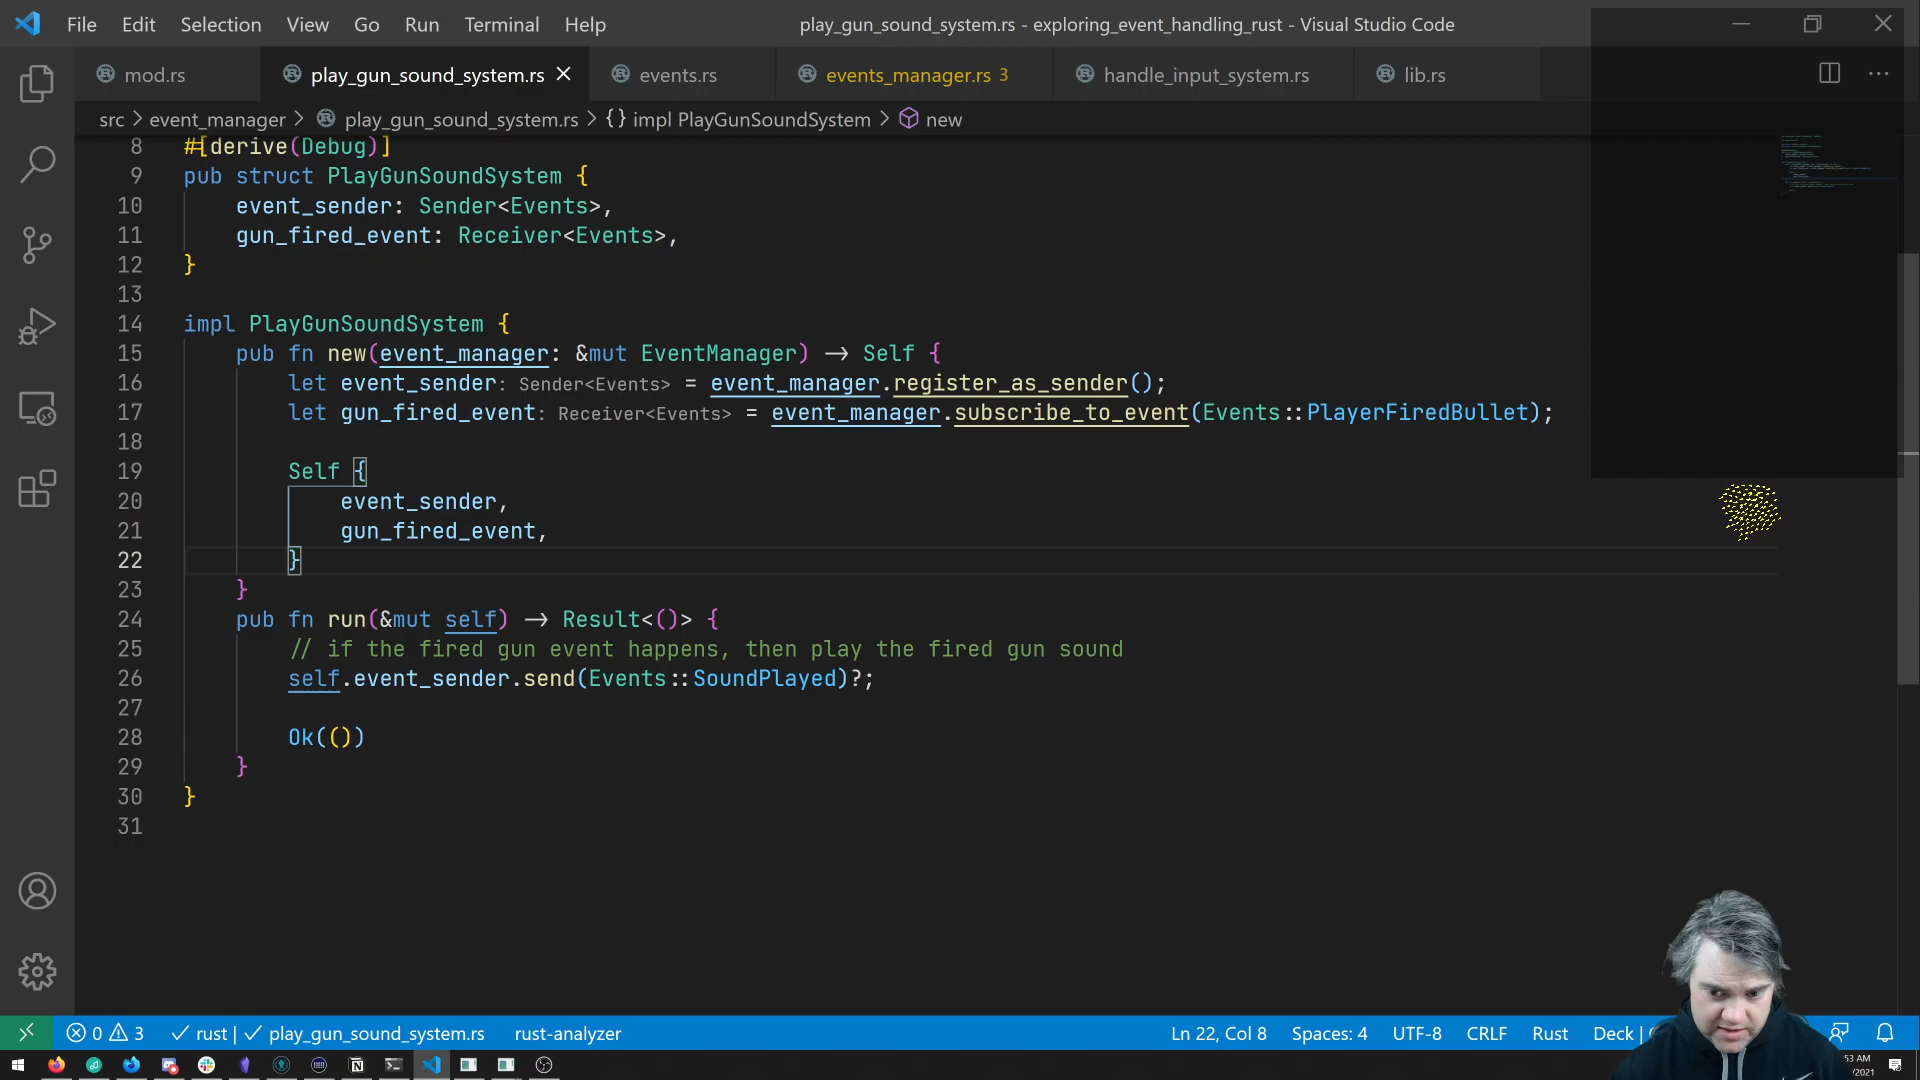 File Edit Selection View Go Run Terminal Help play_gun_sound_system.rs - exploring_event_handling_rust - Visual Studio Code
mod.rs play_gun_sound_system.rs events.rs events_manager.rs 3 handle_input_system.rs lib.rs
src > event_manager > play_gun_sound_system.rs > {} impl PlayGunSoundSystem > new
8 #[derive(Debug)]
9 pub struct PlayGunSoundSystem {
10 event_sender: Sender<Events>,
11 gun_fired_event: Receiver<Events>,
12 }
13
14 impl PlayGunSoundSystem {
15 pub fn new(event_manager: &mut EventManager) -> Self {
16 let event_sender: Sender<Events> = event_manager.register_as_sender();
17 let gun_fired_event: Receiver<Events> = event_manager.subscribe_to_event(Events::PlayerFiredBullet);
18
19 Self {
20 event_sender,
21 gun_fired_event,
22 }
23 }
24 pub fn run(&mut self) -> Result<()> {
25 // if the fired gun event happens, then play the fired gun sound
26 self.event_sender.send(Events::SoundPlayed)?;
27
28 Ok(())
29 }
30 }
31
0 3 rust | play_gun_sound_system.rs rust-analyzer Ln 22, Col 8 Spaces: 4 UTF-8 CRLF Rust Deck |
:53 AM
/2021